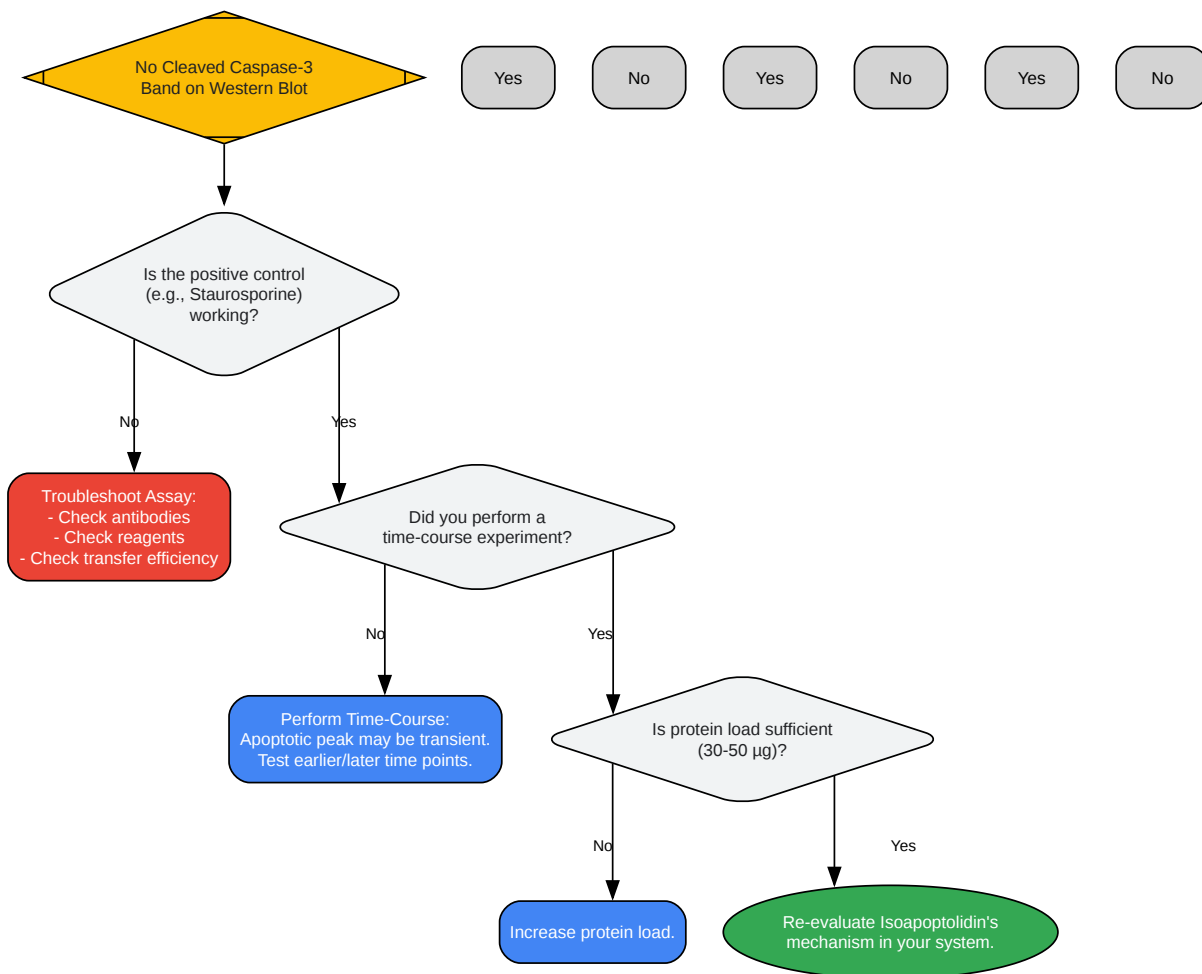 No Cleaved Caspase-3
Band on Western Blot
Yes
No
Yes
No
Yes
No
Is the positive control
(e.g., Staurosporine)
working?
No
Yes
Troubleshoot Assay:
- Check antibodies
- Check reagents
- Check transfer efficiency
Did you perform a
time-course experiment?
No
Yes
Perform Time-Course:
Apoptotic peak may be transient.
Test earlier/later time points.
Is protein load sufficient
(30-50 µg)?
No
Yes
Increase protein load.
Re-evaluate Isoapoptolidin's
mechanism in your system.